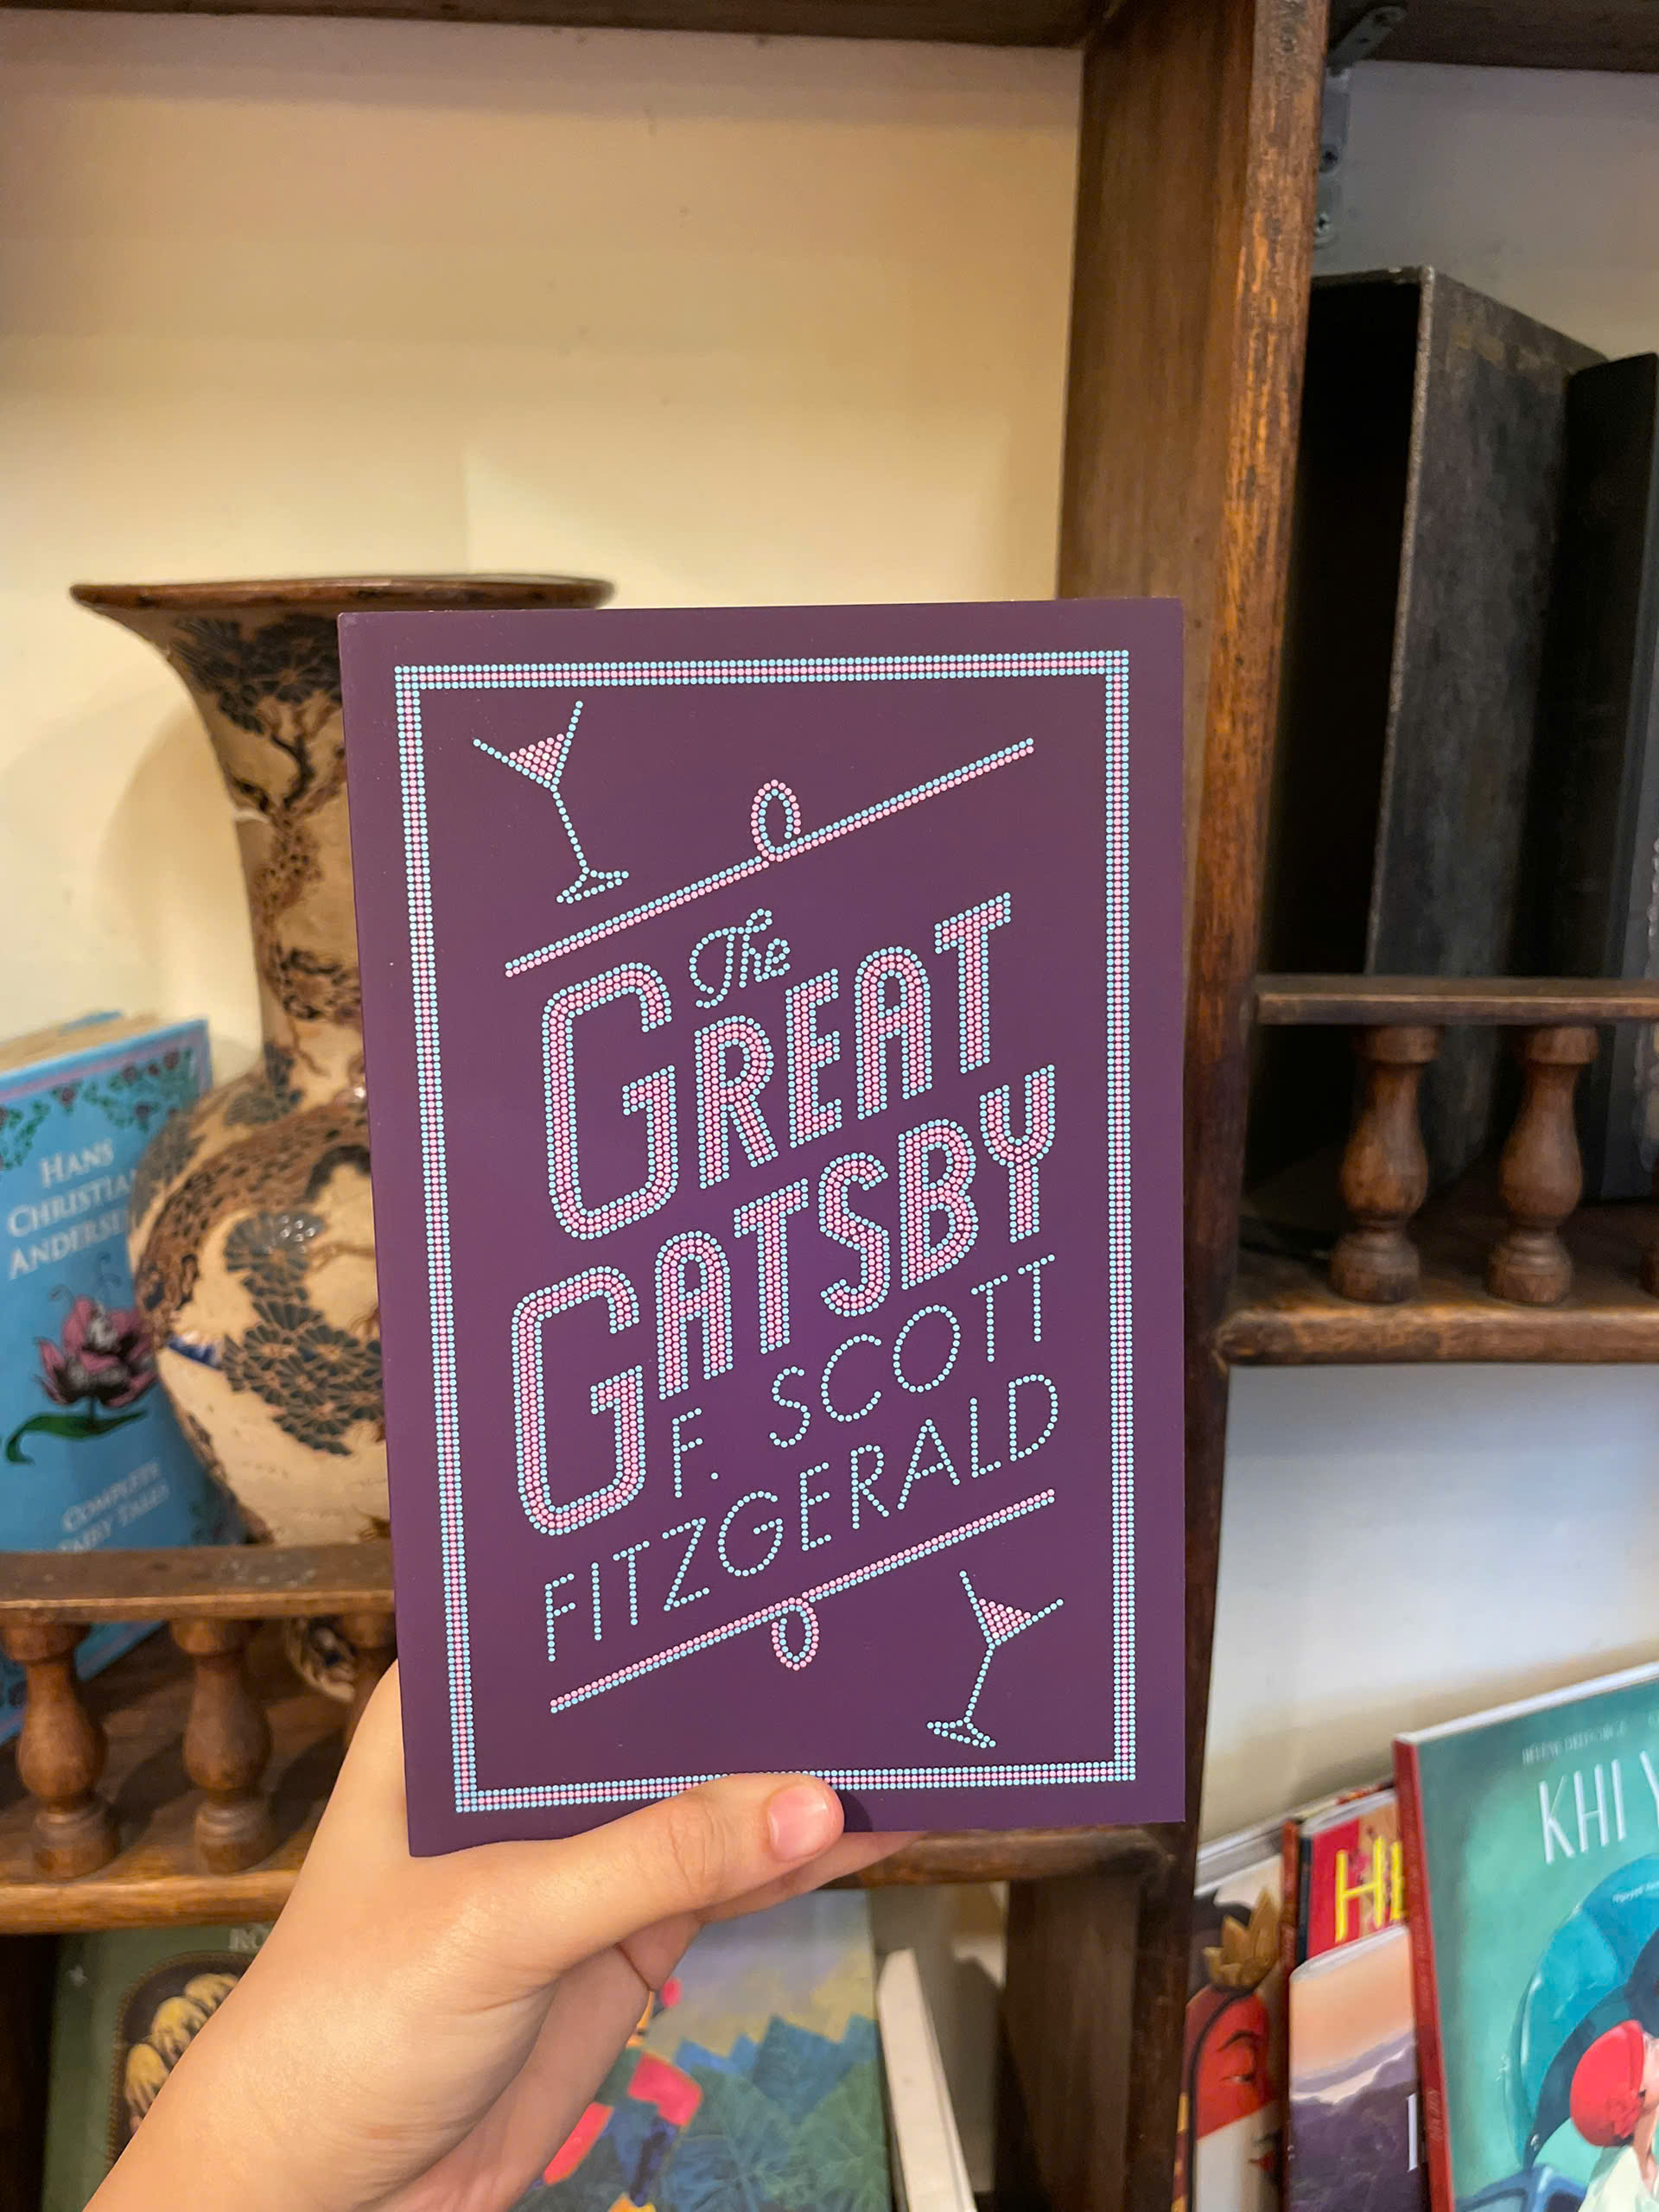 The
GREAT
GATSBY
F. SCOTT
FITZGERALD
HANS
CHRISTIAN
ANDERSEN
COMPLETE
FAIRY TALES
KHI